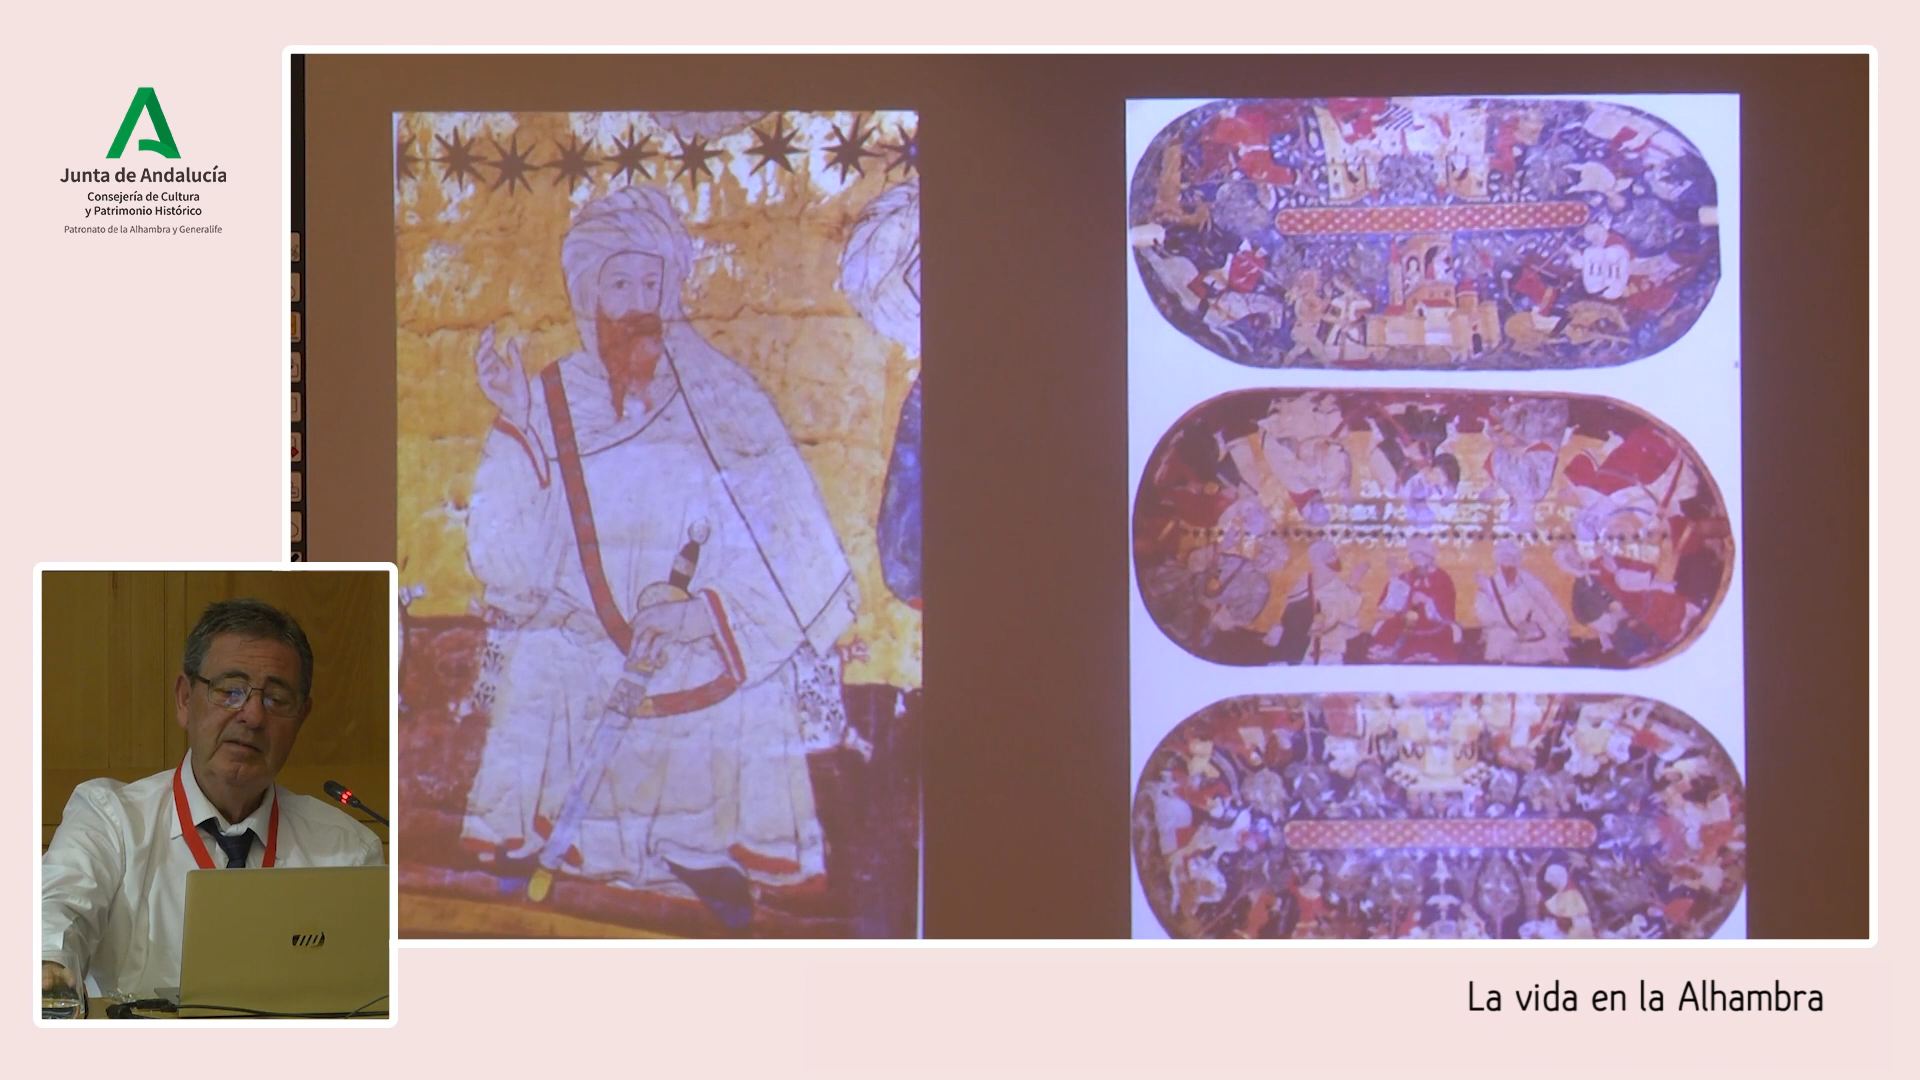 Junta de Andalucía
Consejería de Cultura
y Patrimonio Histórico
Patronato de la Alhambra y Generalife
La vida en la Alhambra